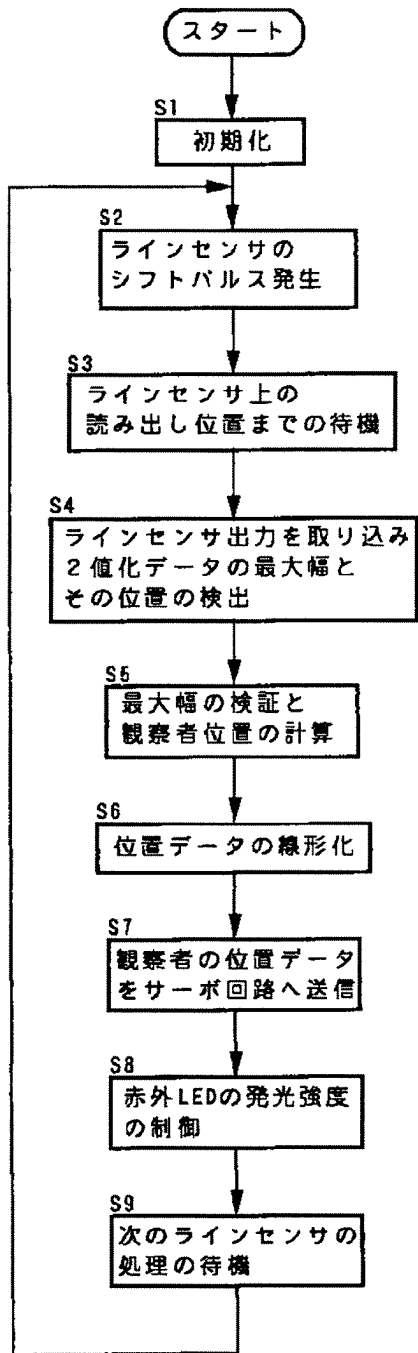 スタート
S1
初期化
S2
ラインセンサの
シフトパルス発生
S3
ラインセンサ上の
読み出し位置までの待機
S4
ラインセンサ出力を取り込み
2値化データの最大幅と
その位置の検出
S5
最大幅の検証と
観察者位置の計算
S6
位置データの線形化
S7
観察者の位置データ
をサーボ回路へ送信
S8
赤外LEDの発光強度
の制御
S9
次のラインセンサの
処理の待機